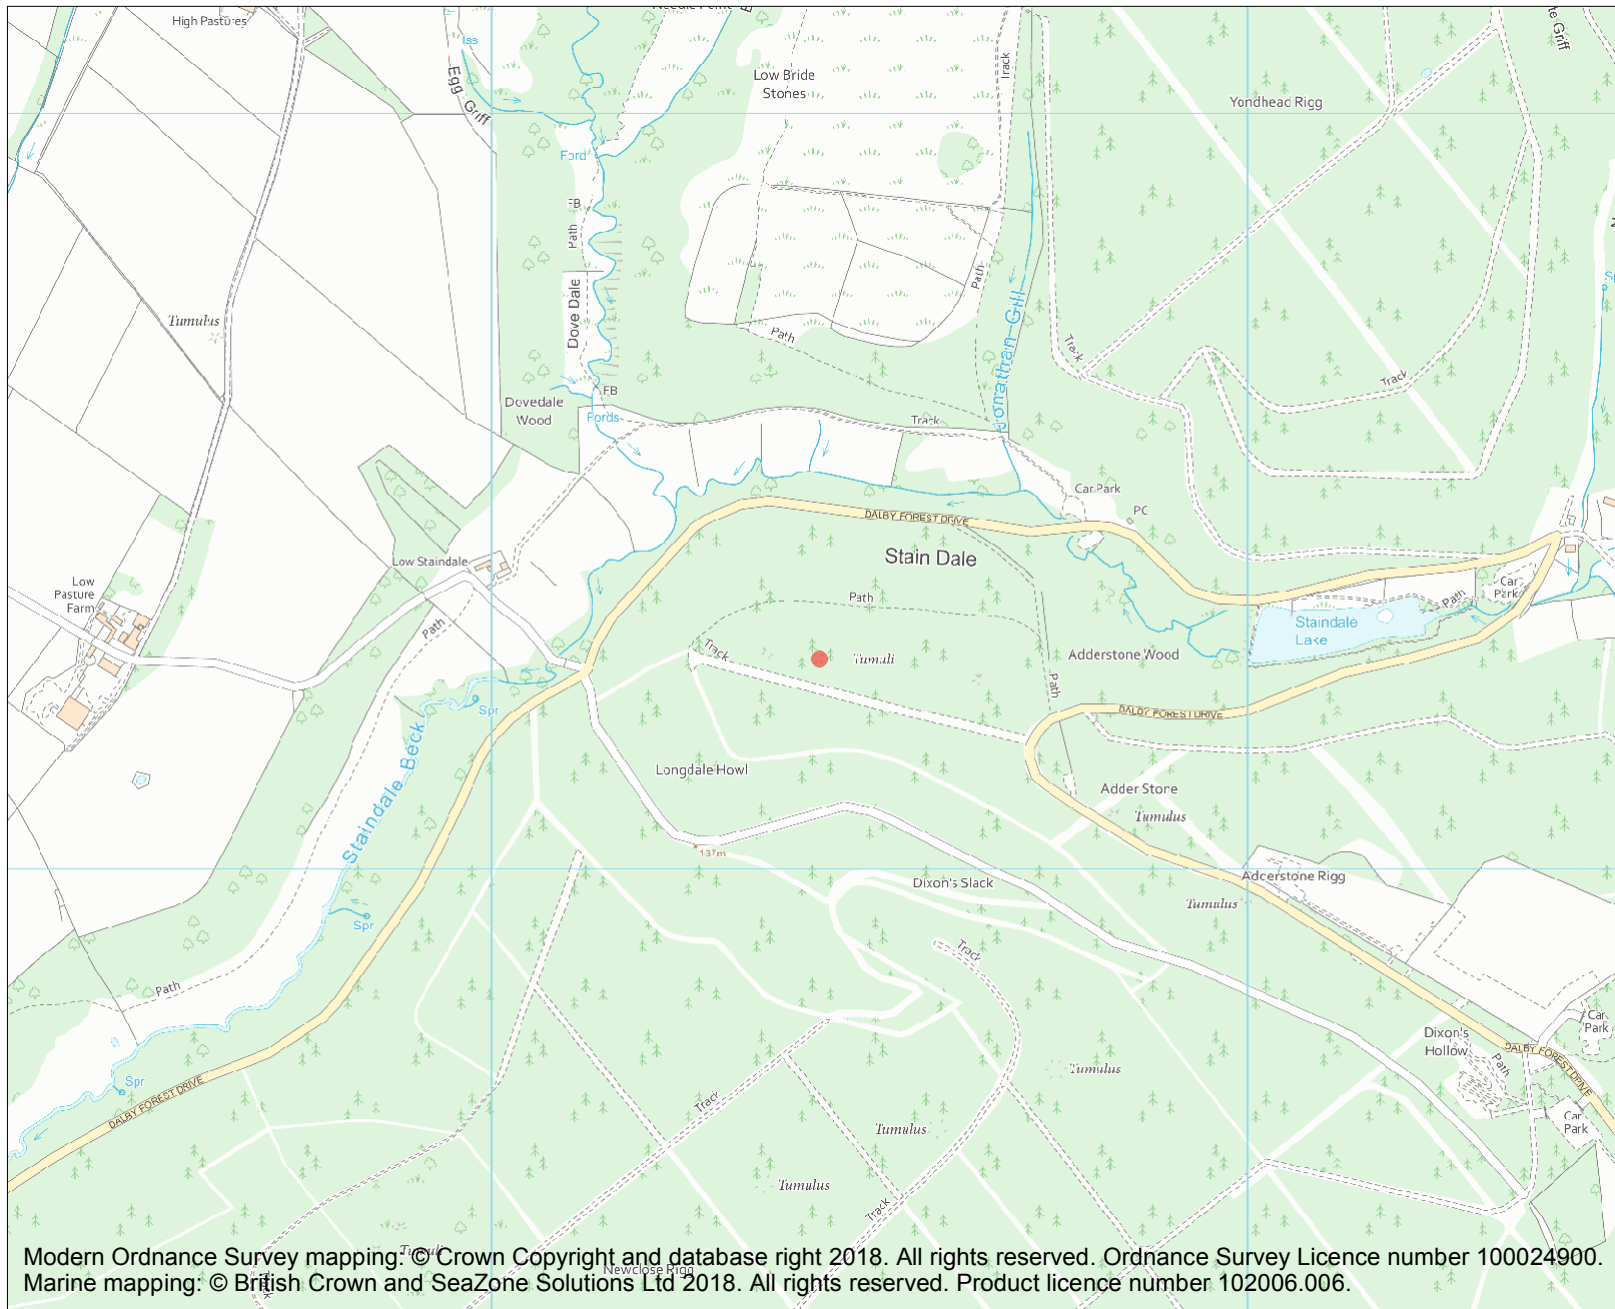 High Pastures
Iss
Egg Griff
Low Bride
Stones
Track
Yondhead Rigg
Ford
FB
Path
Dove Dale
Path
Jonathan Gill
Tumulus
Path
Track
Track
FB
Fords
Dovedale
Wood
Track
Car Park
PC
DALBY FOREST DRIVE
Stain Dale
Low Staindale
Low
Pasture
Farm
Path
Path
Car
Park
Path
Staindale
Lake
Track
Tumuli
Adderstone Wood
Path
Spr
DALBY FOREST DRIVE
Staindale Beck
Longdale Howl
Adder Stone
Tumulus
137m
Dixon's Slack
Adderstone Rigg
Tumulus
Spr
Track
Path
Car
Park
Dixon's
Hollow
DALBY FOREST DRIVE
Path
Tumulus
Spr
DALBY FOREST DRIVE
Track
Tumulus
Car
Park
Tumulus
Track
Tumuli
Newclose Rigg
Modern Ordnance Survey mapping: © Crown Copyright and database right 2018. All rights reserved. Ordnance Survey Licence number 100024900.
Marine mapping: © British Crown and SeaZone Solutions Ltd 2018. All rights reserved. Product licence number 102006.006.